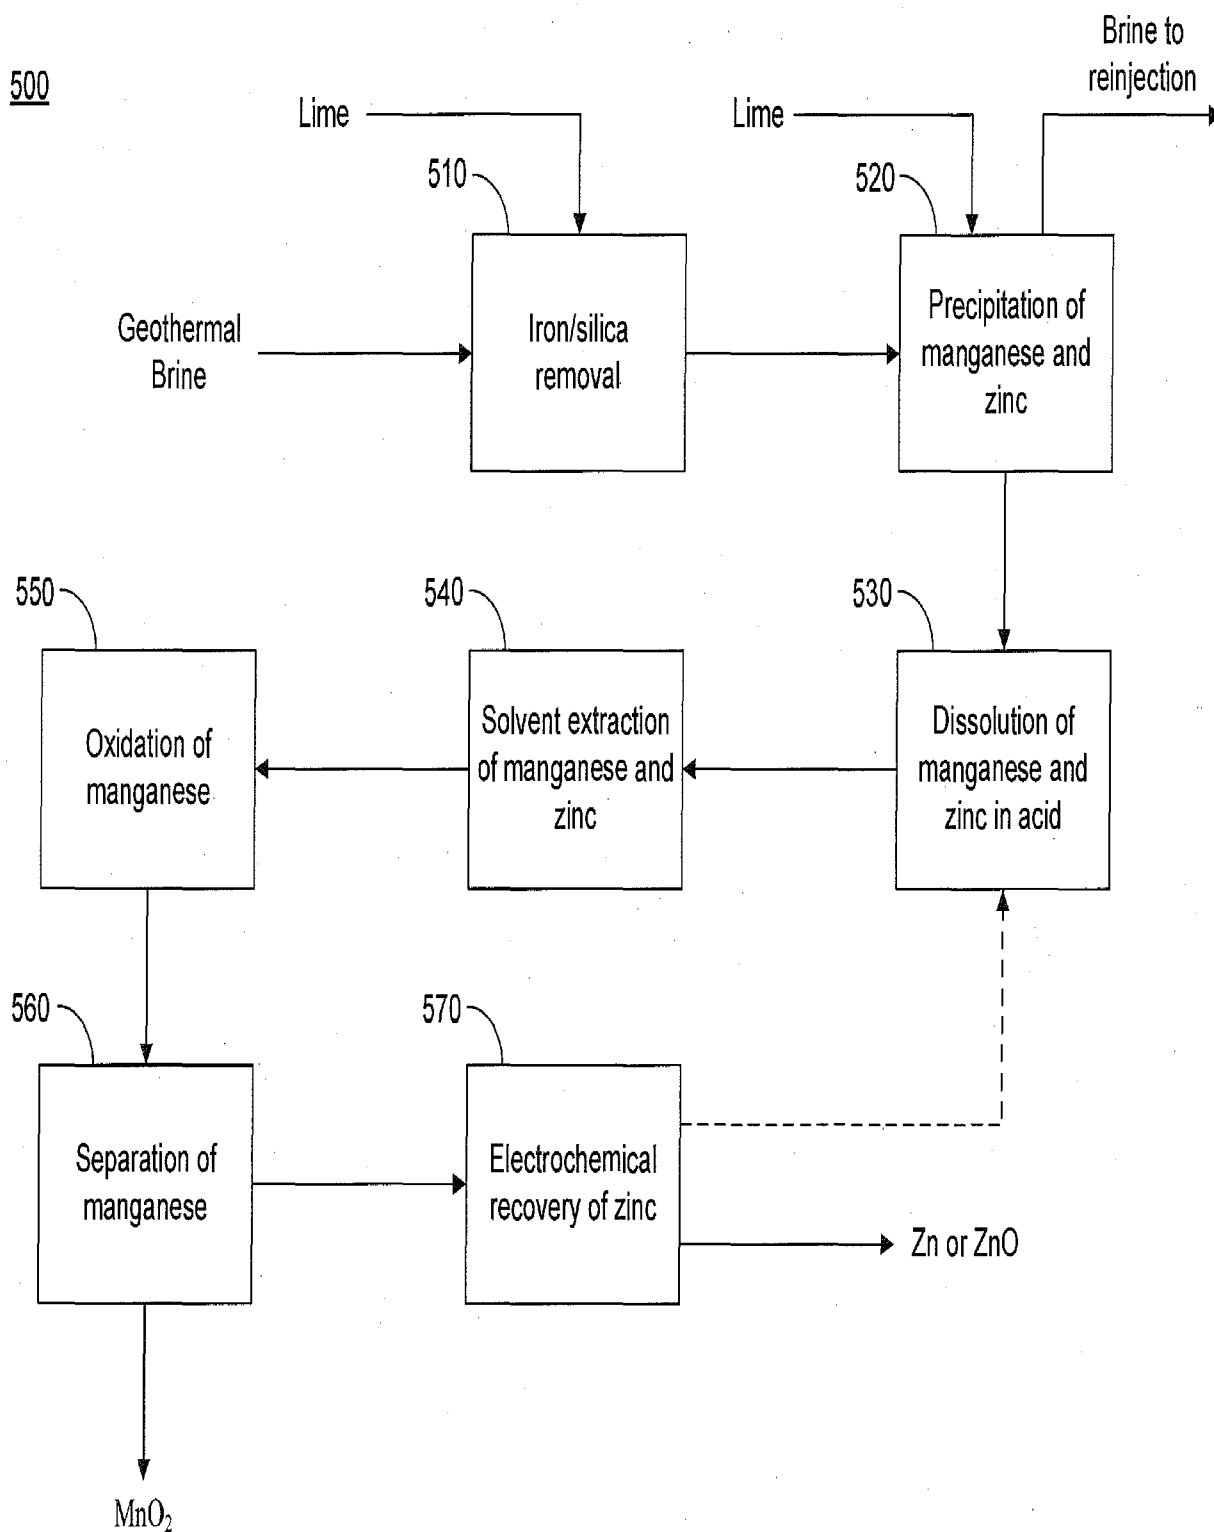 Brine to
reinjection
500
Lime
Lime
510
520
Geothermal
Brine
Iron/silica
removal
Precipitation of
manganese and
zinc
550
540
530
Oxidation of
manganese
Solvent extraction
of manganese and
zinc
Dissolution of
manganese and
zinc in acid
560
570
Separation of
manganese
Electrochemical
recovery of zinc
Zn or ZnO
MnO₂